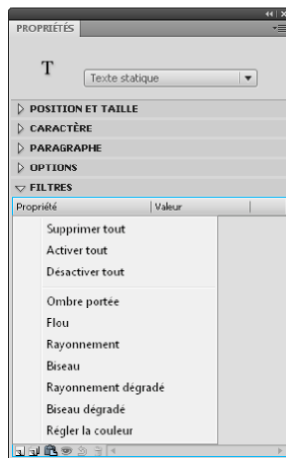 PROPRIÉTÉS
T
Texte statique
POSITION ET TAILLE
CARACTÈRE
PARAGRAPHE
OPTIONS
FILTRES
Propriété Valeur
Supprimer tout
Activer tout
Désactiver tout
Ombre portée
Flou
Rayonnement
Biseau
Rayonnement dégradé
Biseau dégradé
Régler la couleur